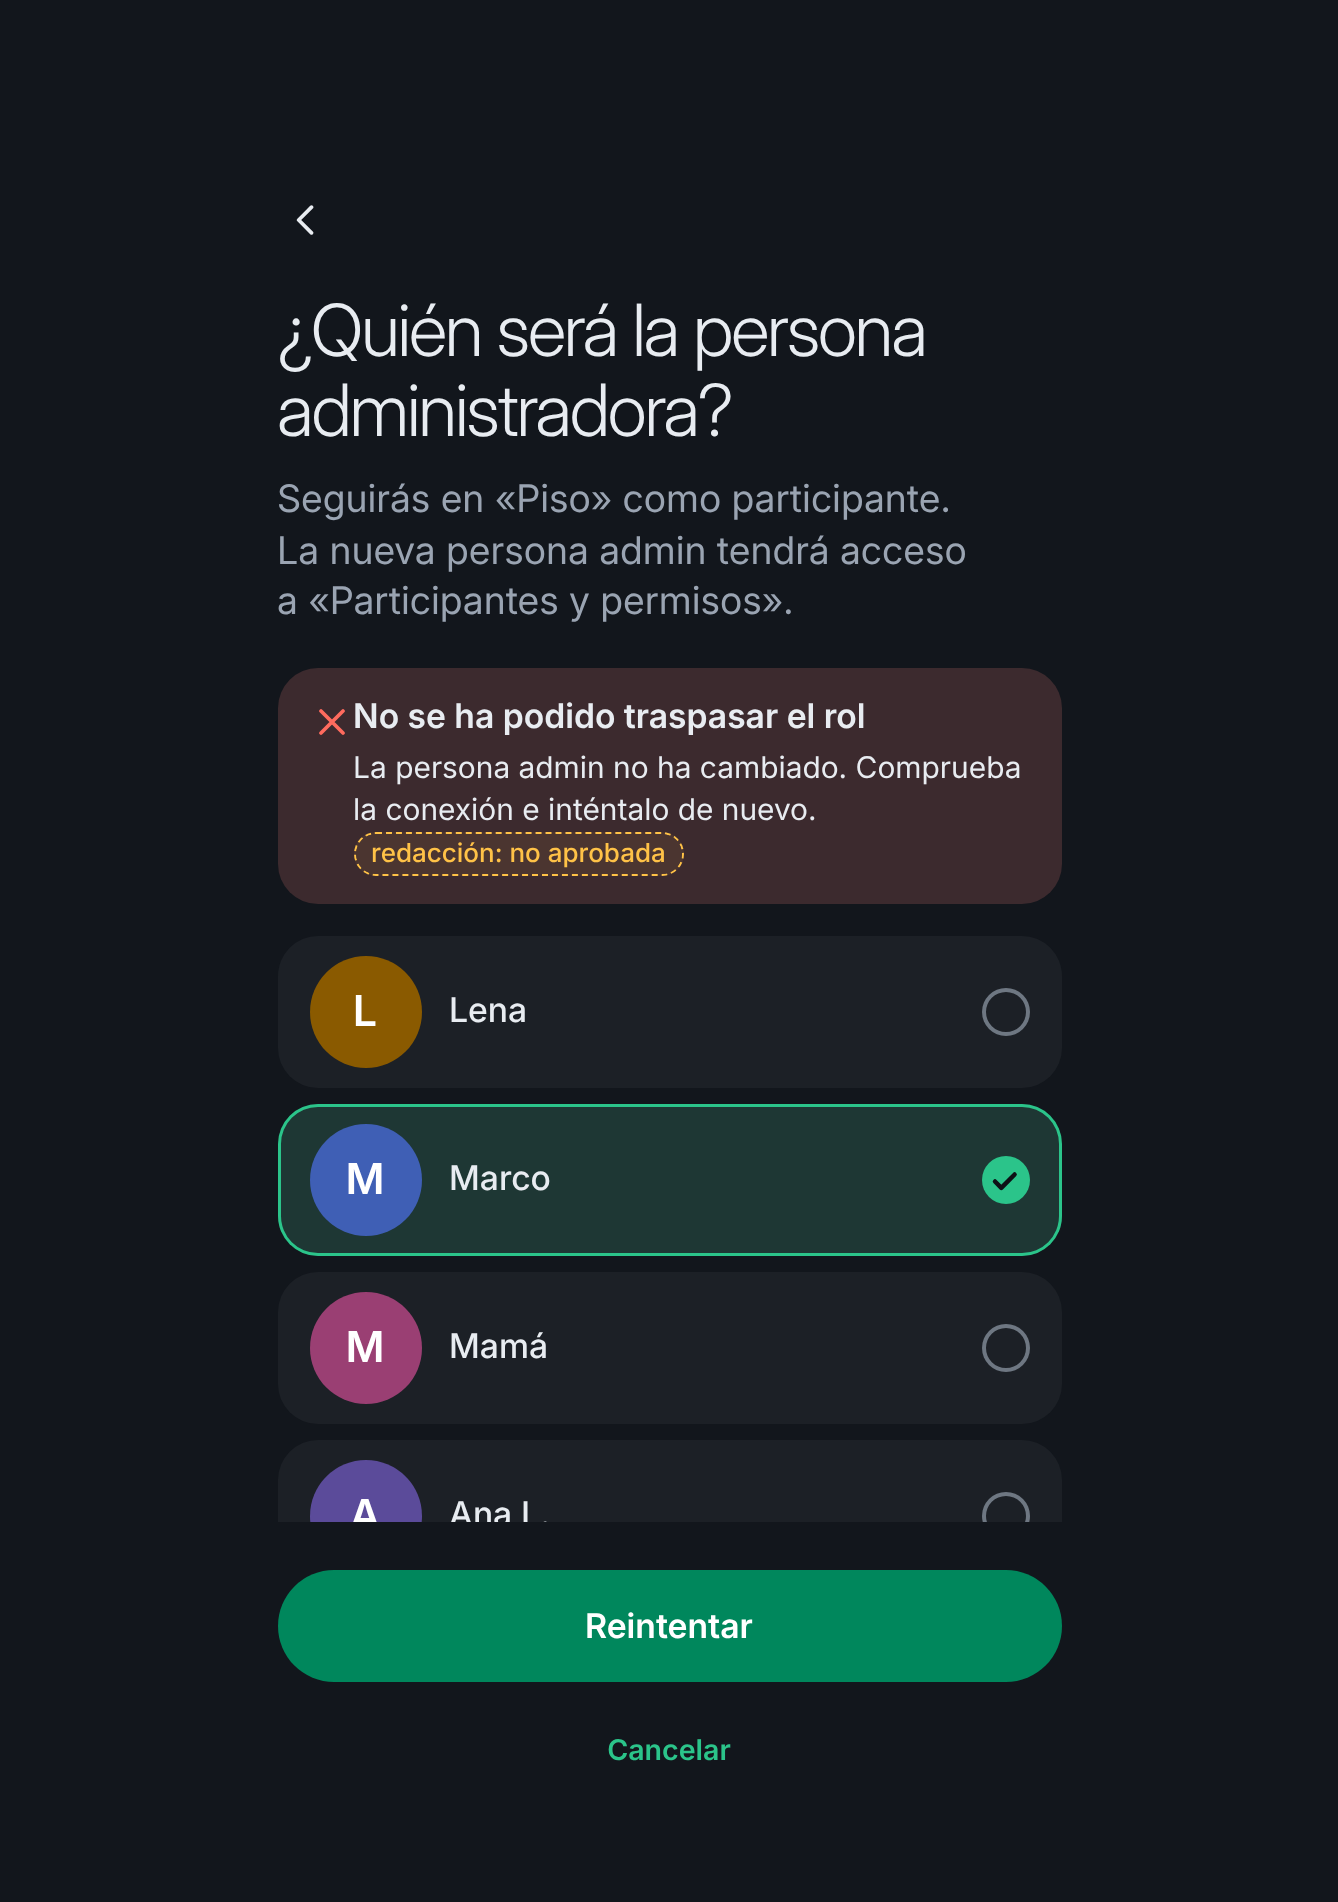 ¿Quién será la persona
administradora?
Seguirás en «Piso» como participante.
La nueva persona admin tendrá acceso
a «Participantes y permisos».
No se ha podido traspasar el rol
La persona admin no ha cambiado. Comprueba
la conexión e inténtalo de nuevo.
redacción: no aprobada
L Lena
M Marco
M Mamá
A Ana L.
Reintentar
Cancelar